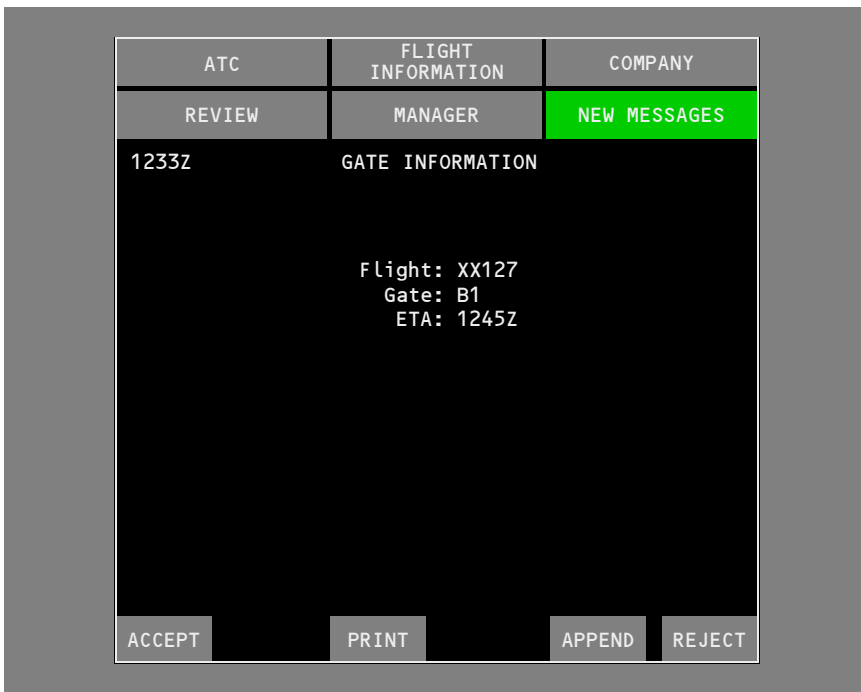 ATC
FLIGHT
INFORMATION
COMPANY
REVIEW
MANAGER
NEW MESSAGES
1233Z
GATE INFORMATION
Flight: XX127
Gate: B1
ETA: 1245Z
ACCEPT
PRINT
APPEND
REJECT